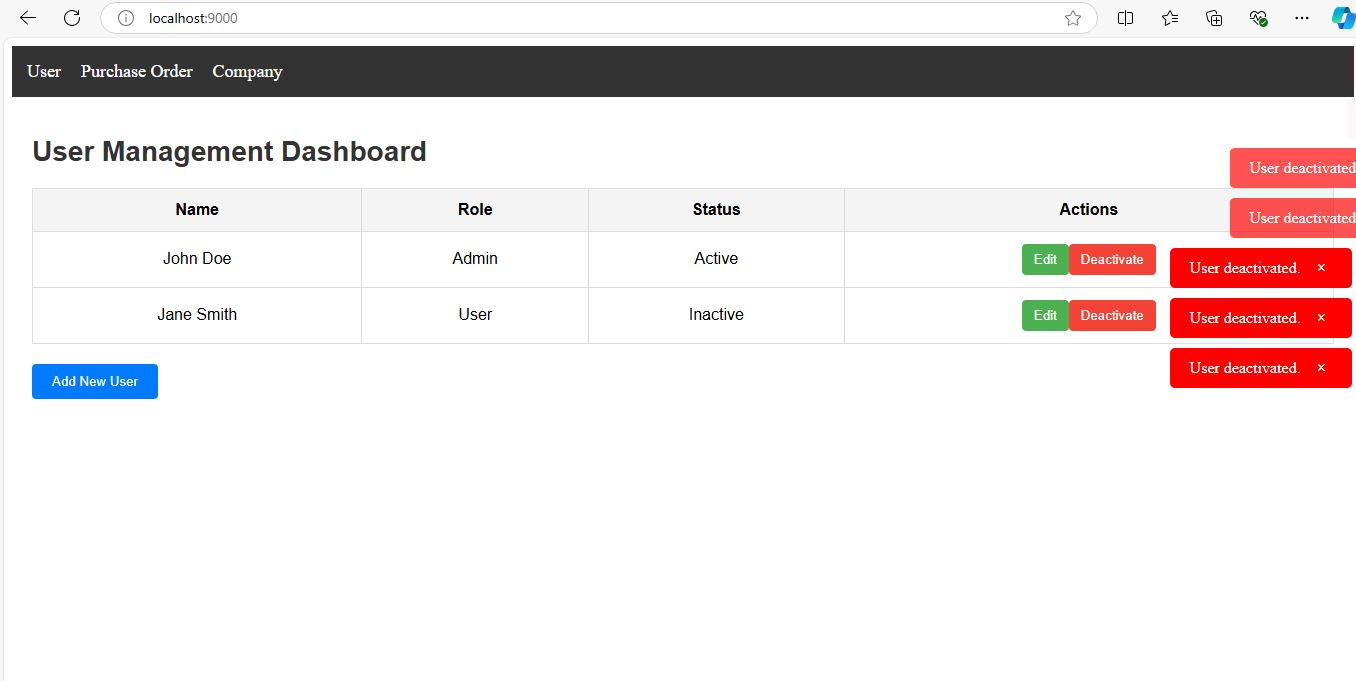 localhost:9000
User Purchase Order Company
User Management Dashboard
Name Role Status Actions
John Doe Admin Active Edit Deactivate
Jane Smith User Inactive Edit Deactivate
Add New User
User deactivated
User deactivated
User deactivated. ×
User deactivated. ×
User deactivated. ×